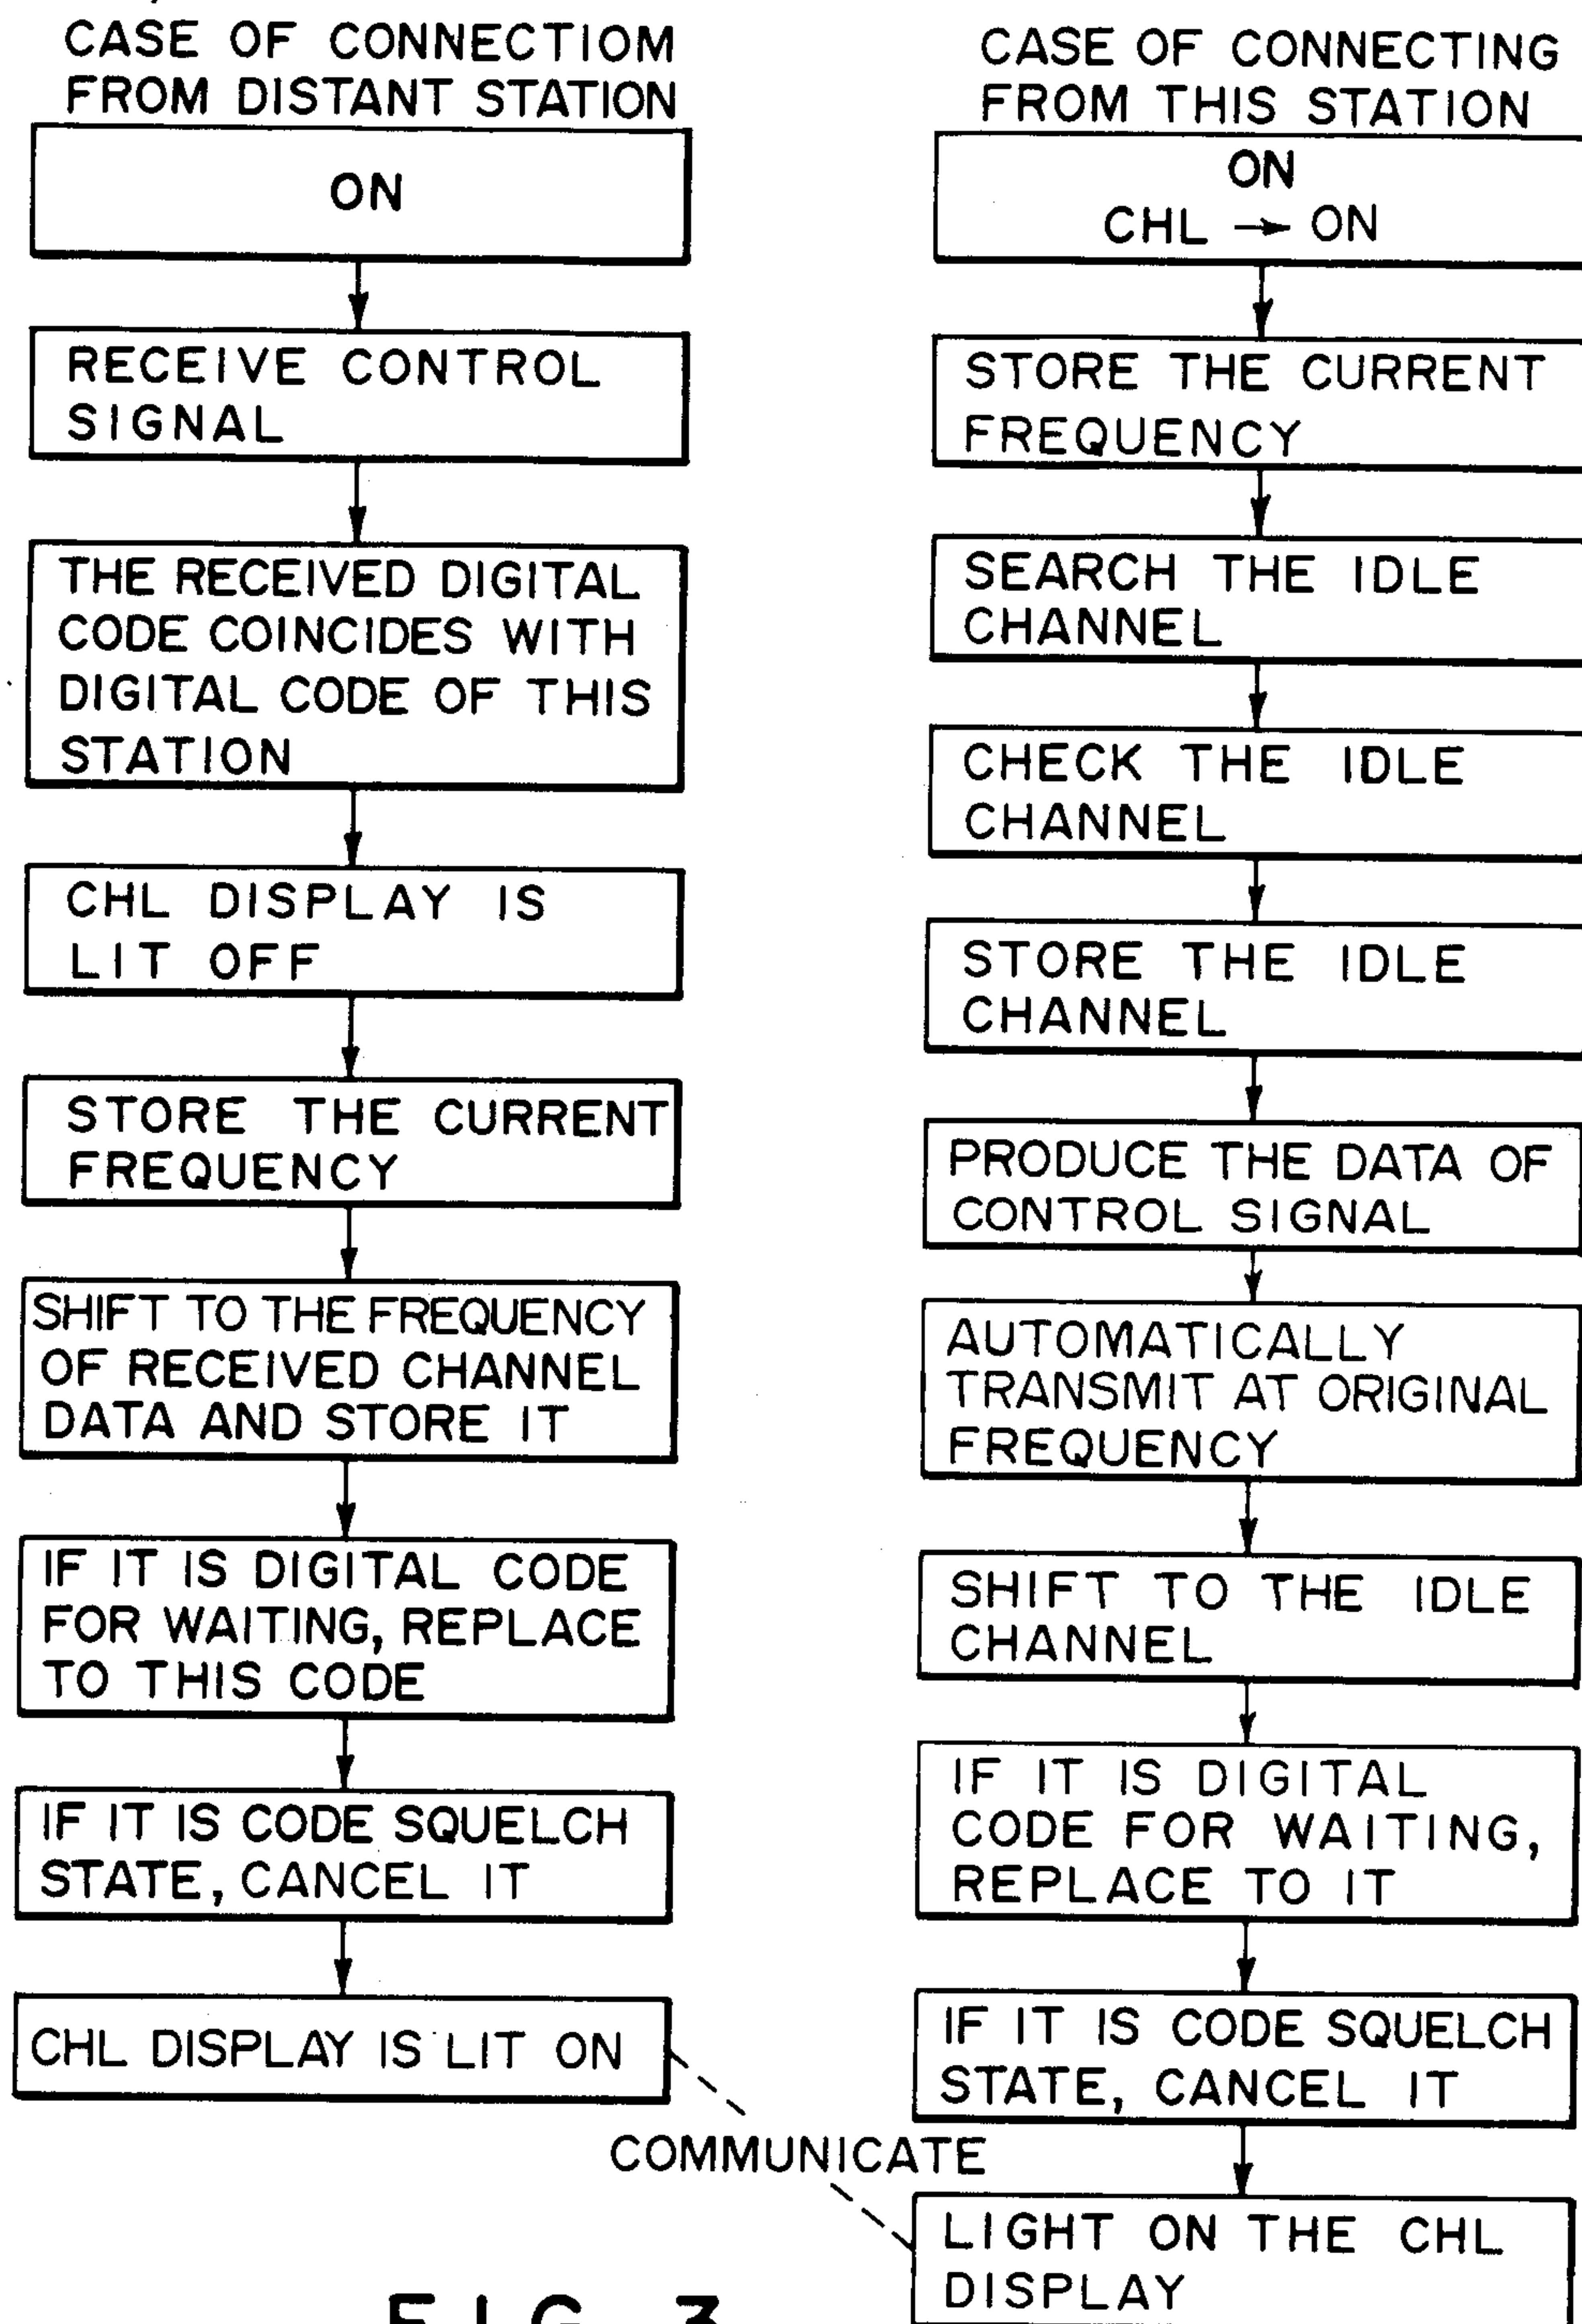 CASE OF CONNECTIOM
FROM DISTANT STATION
ON
RECEIVE CONTROL
SIGNAL
THE RECEIVED DIGITAL
CODE COINCIDES WITH
DIGITAL CODE OF THIS
STATION
CHL DISPLAY IS
LIT OFF
STORE THE CURRENT
FREQUENCY
SHIFT TO THE FREQUENCY
OF RECEIVED CHANNEL
DATA AND STORE IT
IF IT IS DIGITAL CODE
FOR WAITING, REPLACE
TO THIS CODE
IF IT IS CODE SQUELCH
STATE, CANCEL IT
CHL DISPLAY IS LIT ON
COMMUNICATE
CASE OF CONNECTING
FROM THIS STATION
ON
CHL → ON
STORE THE CURRENT
FREQUENCY
SEARCH THE IDLE
CHANNEL
CHECK THE IDLE
CHANNEL
STORE THE IDLE
CHANNEL
PRODUCE THE DATA OF
CONTROL SIGNAL
AUTOMATICALLY
TRANSMIT AT ORIGINAL
FREQUENCY
SHIFT TO THE IDLE
CHANNEL
IF IT IS DIGITAL
CODE FOR WAITING,
REPLACE TO IT
IF IT IS CODE SQUELCH
STATE, CANCEL IT
LIGHT ON THE CHL
DISPLAY
FIG. 3